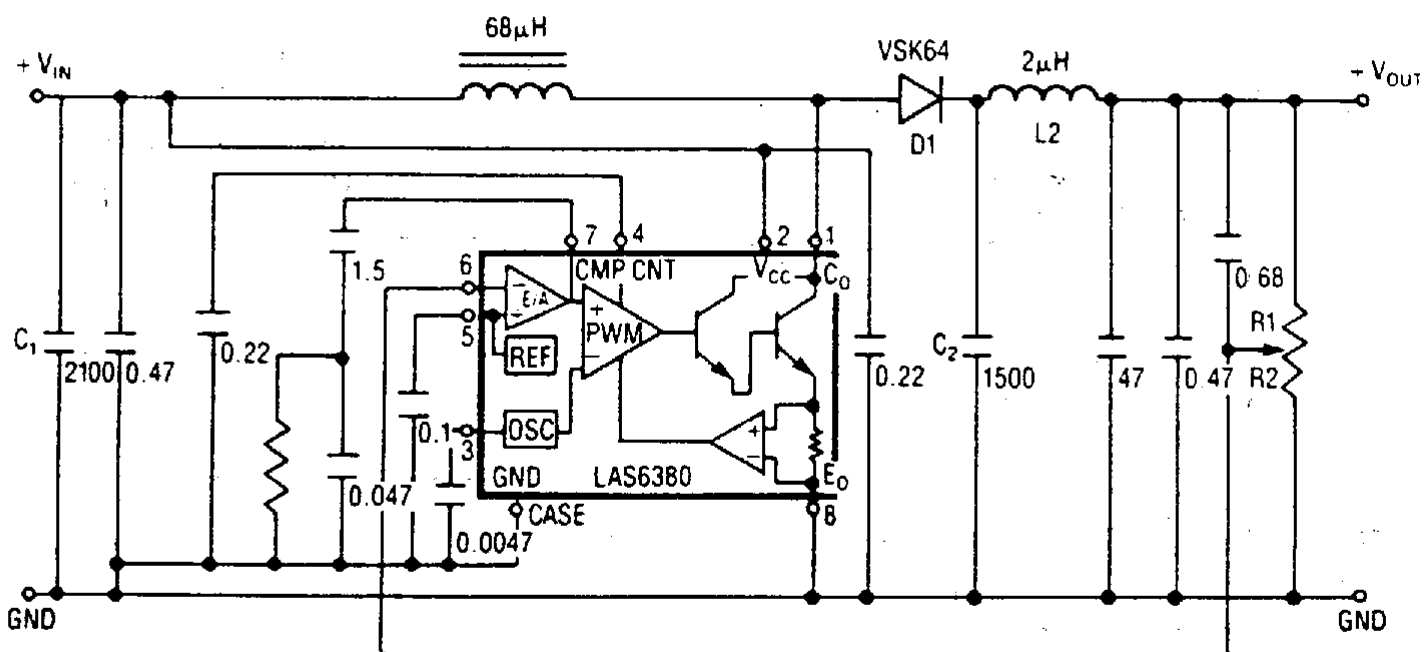 68µH
VSK64
2µH
+ V_IN
+ V_OUT
D1
L2
7 4 2 1
6
CMP CNT V_CC C_O
1.5
E/A
0.68
5
PWM
C_1
2100 0.47
0.22
REF
0.22
C_2
1500
47
0.47
R1
R2
0.1
3
OSC
GND LAS6380 E_O
0.047
CASE
8
0.0047
GND
GND
+
-
+
-
-
+